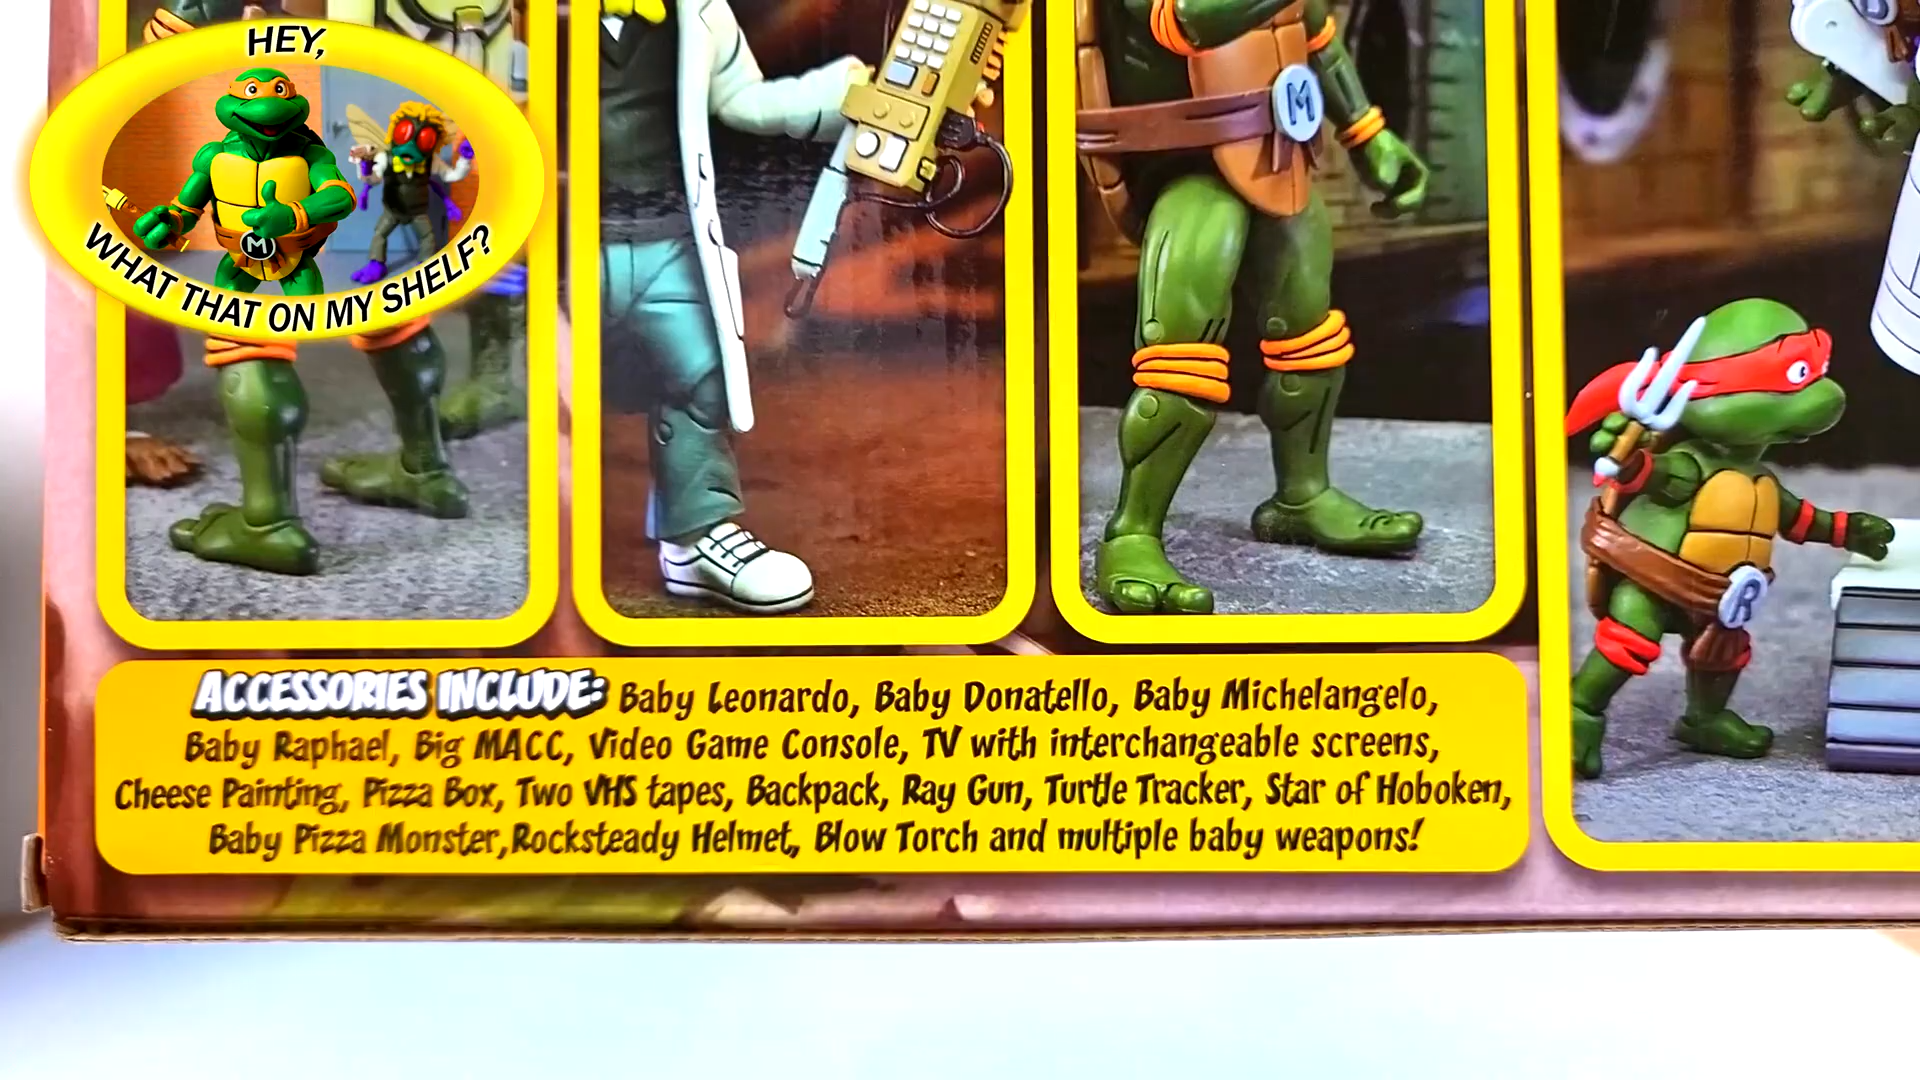 HEY,
WHAT THAT ON MY SHELF?
M
M
R
ACCESSORIES INCLUDE: Baby Leonardo, Baby Donatello, Baby Michelangelo,
Baby Raphael, Big MACC, Video Game Console, TV with interchangeable screens,
Cheese Painting, Pizza Box, Two VHS tapes, Backpack, Ray Gun, Turtle Tracker, Star of Hoboken,
Baby Pizza Monster, Rocksteady Helmet, Blow Torch and multiple baby weapons!